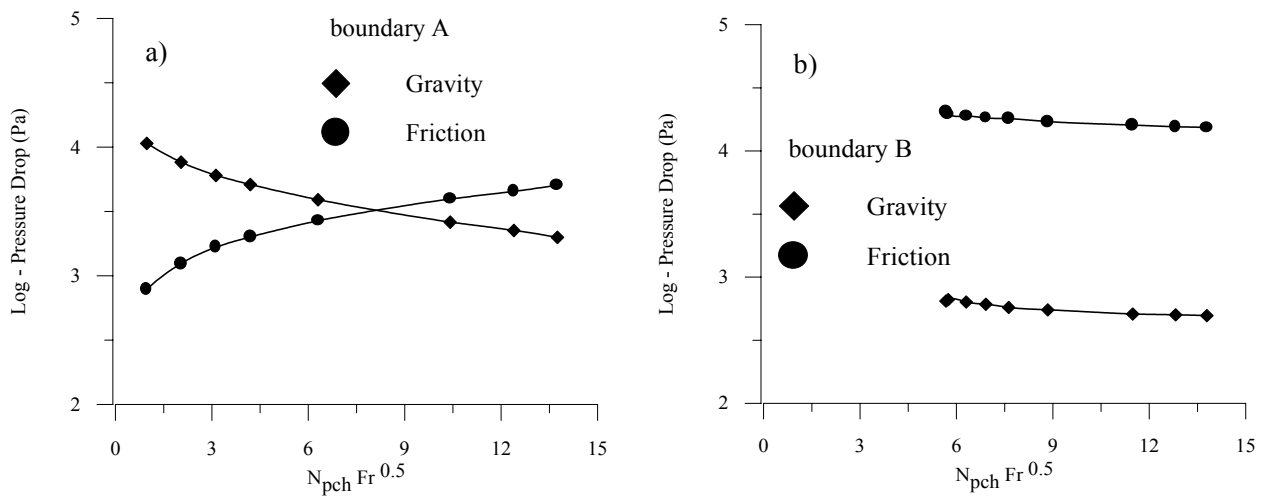 a)
boundary A
Gravity
Friction
Log - Pressure Drop (Pa)
5
4
3
2
0 3 6 9 12 15
Npch Fr 0.5
b)
boundary B
Gravity
Friction
Log - Pressure Drop (Pa)
5
4
3
2
0 3 6 9 12 15
Npch Fr 0.5